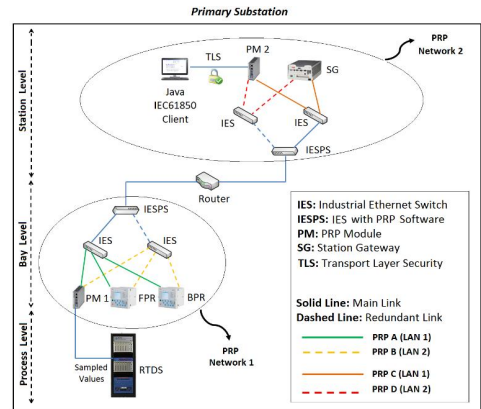 Primary Substation
Station Level
Bay Level
Process Level
PRP
Network 2
PM 2
SG
TLS
Java
IEC61850
Client
IES
IES
IESPS
Router
IESPS
IES
IES
PM 1
FPR
BPR
PRP
Network 1
Sampled
Values
RTDS
IES: Industrial Ethernet Switch
IESPS: IES with PRP Software
PM: PRP Module
SG: Station Gateway
TLS: Transport Layer Security
Solid Line: Main Link
Dashed Line: Redundant Link
PRP A (LAN 1)
PRP B (LAN 2)
PRP C (LAN 1)
PRP D (LAN 2)